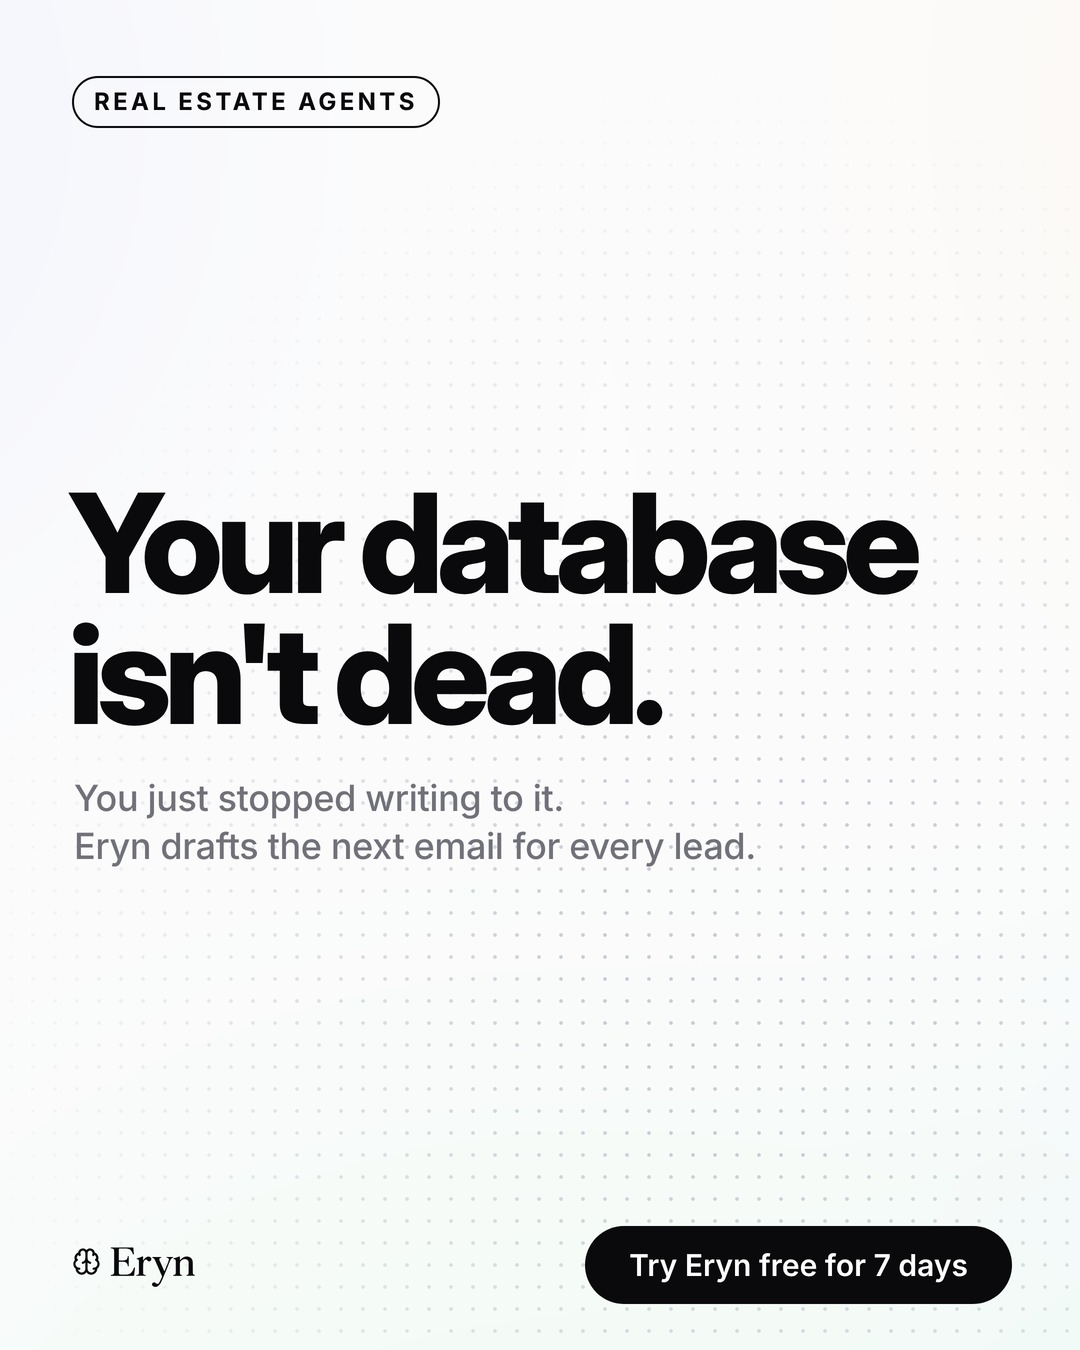 REAL ESTATE AGENTS
Your database
isn't dead.
You just stopped writing to it.
Eryn drafts the next email for every lead.
Eryn
Try Eryn free for 7 days